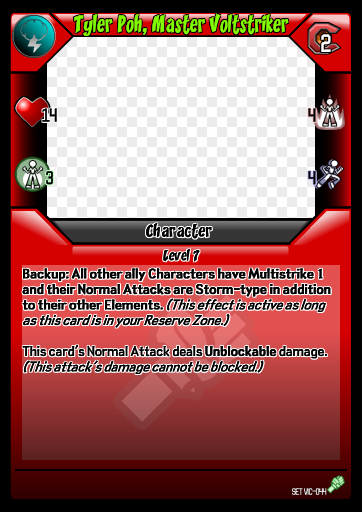 Tyler Poh, Master Voltstriker
2
14
4
3
4
Character
Level 7
Backup: All other ally Characters have Multistrike 1
and their Normal Attacks are Storm-type in addition
to their other Elements. (This effect is active as long
as this card is in your Reserve Zone.)
This card's Normal Attack deals Unblockable damage.
(This attack's damage cannot be blocked.)
SET VIC-044